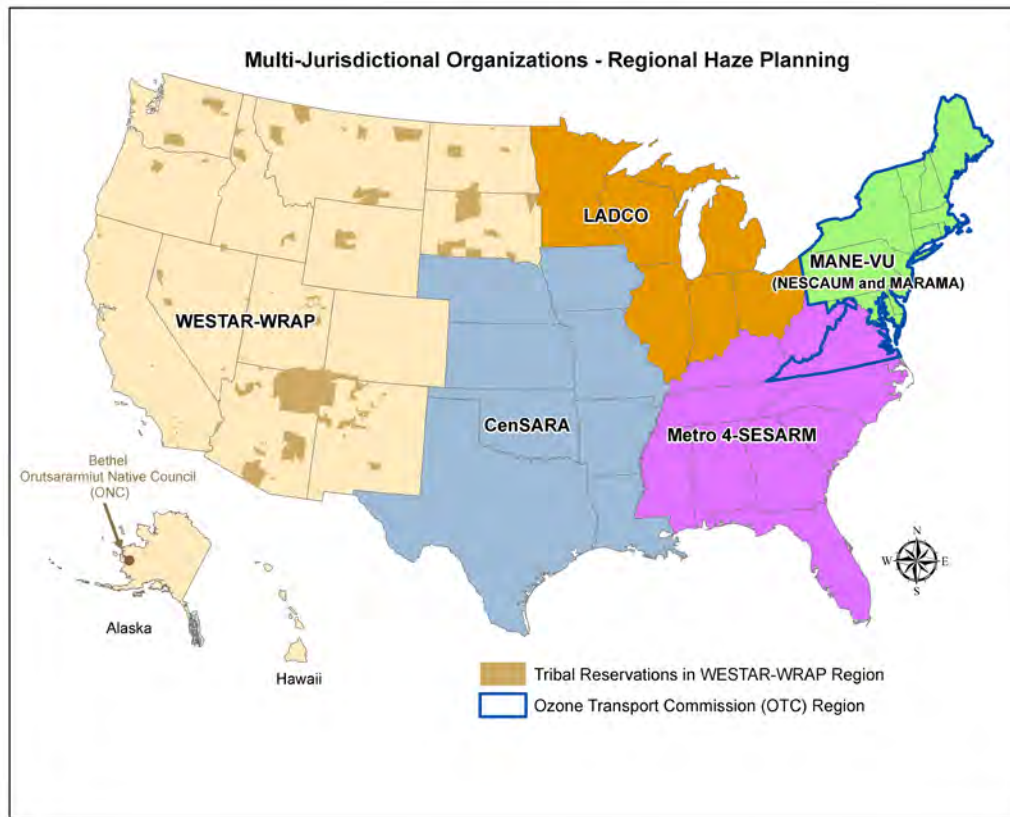 Multi-Jurisdictional Organizations - Regional Haze Planning
LADCO
MANE-VU
(NESCAUM and MARAMA)
WESTAR-WRAP
CenSARA
Metro 4-SESARM
Bethel
Orutsararmiut Native Council
(ONC)
N
W
E
S
Alaska
Hawaii
Tribal Reservations in WESTAR-WRAP Region
Ozone Transport Commission (OTC) Region